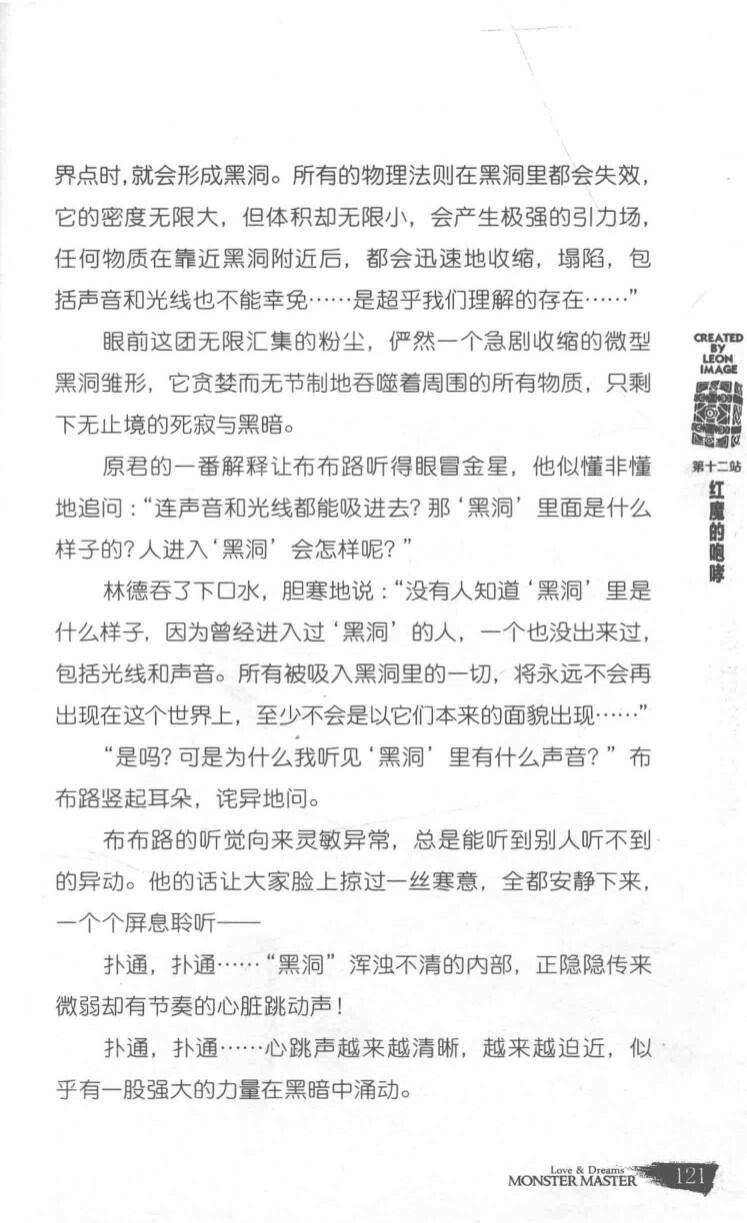 界点时，就会形成黑洞。所有的物理法则在黑洞里都会失效，
它的密度无限大，但体积却无限小，会产生极强的引力场，
任何物质在靠近黑洞附近后，都会迅速地收缩，塌陷，包
括声音和光线也不能幸免……是超乎我们理解的存在……”
眼前这团无限汇集的粉尘，俨然一个急剧收缩的微型
黑洞雏形，它贪婪而无节制地吞噬着周围的所有物质，只剩
下无止境的死寂与黑暗。
原君的一番解释让布布路听得眼冒金星，他似懂非懂
地追问：“连声音和光线都能吸进去？那‘黑洞’里面是什么
样子的？人进入‘黑洞’会怎样呢？”
林德吞了下口水，胆寒地说：“没有人知道‘黑洞’里是
什么样子，因为曾经进入过‘黑洞’的人，一个也没出来过，
包括光线和声音。所有被吸入黑洞里的一切，将永远不会再
出现在这个世界上，至少不会是以它们本来的面貌出现……”
“是吗？可是为什么我听见‘黑洞’里有什么声音？”布
布路竖起耳朵，诧异地问。
布布路的听觉向来灵敏异常，总是能听到别人听不到
的异动。他的话让大家脸上掠过一丝寒意，全都安静下来，
一个个屏息聆听——
扑通，扑通……“黑洞”浑浊不清的内部，正隐隐传来
微弱却有节奏的心脏跳动声！
扑通，扑通……心跳声越来越清晰，越来越迫近，似
乎有一股强大的力量在黑暗中涌动。
CREATED
BY
LEON
IMAGE
第十二站
红魔的咆哮
Love & Dreams
MONSTER MASTER
121